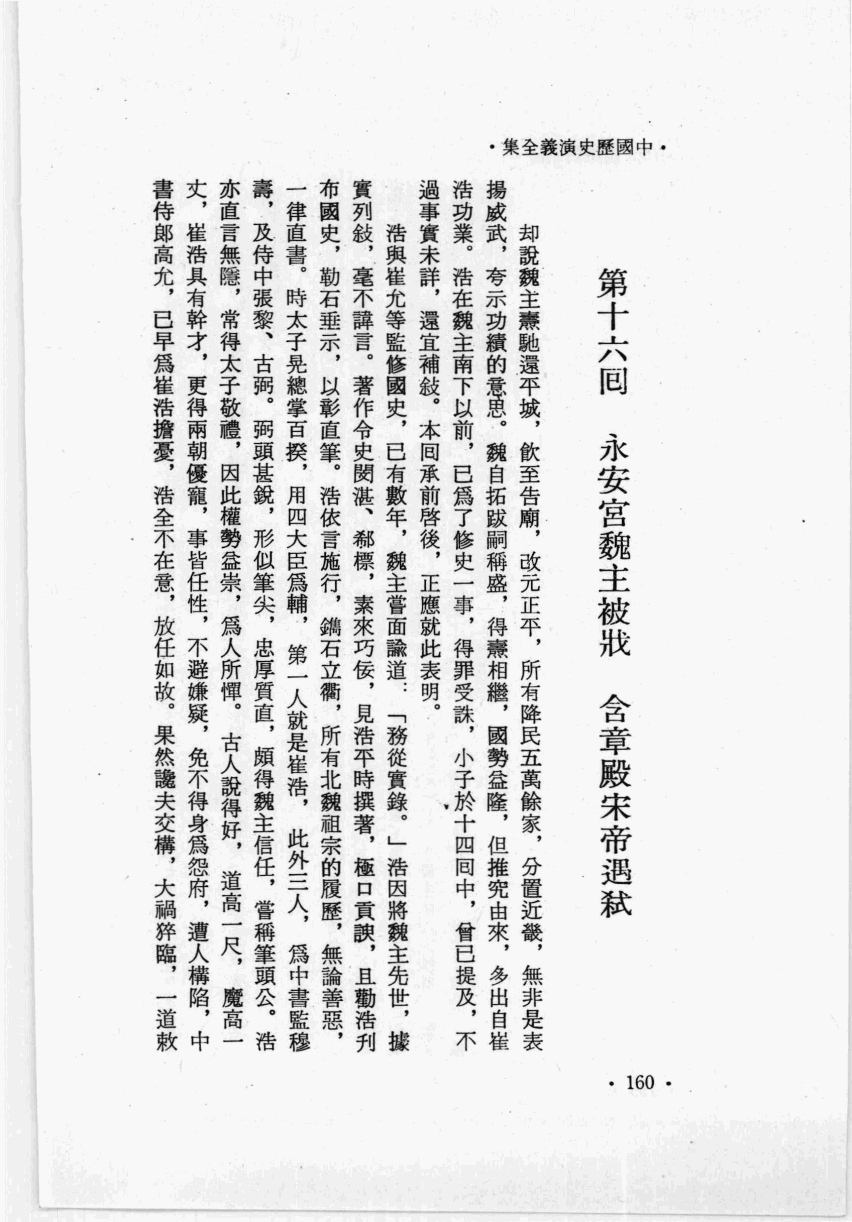 ・中國歷史演義全集・
第十六回　永安宮魏主被戕　含章殿宋帝遇弒
却說魏主燾馳還平城，飲至告廟，改元正平，所有降民五萬餘家，分置近畿，無非是表
揚威武，夸示功績的意思。魏自拓跋嗣稱盛，得燾相繼，國勢益隆，但推究由來，多出自崔
浩功業。浩在魏主南下以前，已爲了修史一事，得罪受誅，小子於十四回中，曾已提及，不
過事實未詳，還宜補敍。本回承前啓後，正應就此表明。
浩與崔允等監修國史，已有數年，魏主嘗面諭道：「務從實錄。」浩因將魏主先世，據
實列敍，毫不諱言。著作令史閔湛、郗標，素來巧佞，見浩平時撰著，極口貢諛，且勸浩刋
布國史，勒石垂示，以彰直筆。浩依言施行，鐫石立衢，所有北魏祖宗的履歷，無論善惡，
一律直書。時太子晃總掌百揆，用四大臣爲輔，第一人就是崔浩，此外三人，爲中書監穆
壽，及侍中張黎、古弼。弼頭甚銳，形似筆尖，忠厚質直，頗得魏主信任，嘗稱筆頭公。浩
亦直言無隱，常得太子敬禮，因此權勢益崇，爲人所憚。古人說得好，道高一尺，魔高一
丈，崔浩具有幹才，更得兩朝優寵，事皆任性，不避嫌疑，免不得身爲怨府，遭人構陷，中
書侍郞高允，已早爲崔浩擔憂，浩全不在意，放任如故。果然讒夫交構，大禍猝臨，一道敕
・160・